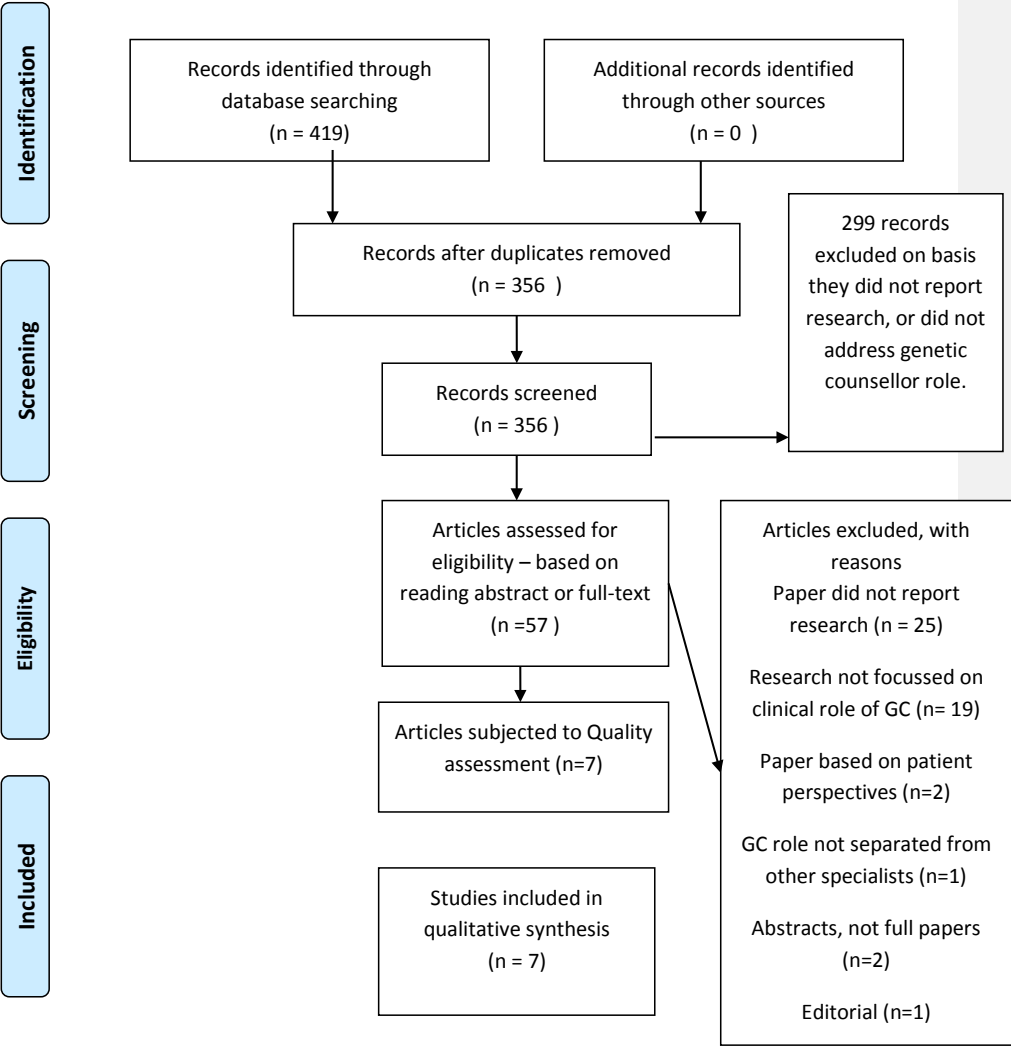 Identification
Records identified through
database searching
(n = 419)
Additional records identified
through other sources
(n = 0 )
Records after duplicates removed
(n = 356 )
299 records
excluded on basis
they did not report
research, or did not
address genetic
counsellor role.
Screening
Records screened
(n = 356 )
Eligibility
Articles assessed for
eligibility – based on
reading abstract or full-text
(n =57 )
Articles excluded, with
reasons
Paper did not report
research (n = 25)
Research not focussed on
clinical role of GC (n= 19)
Paper based on patient
perspectives (n=2)
GC role not separated from
other specialists (n=1)
Abstracts, not full papers
(n=2)
Editorial (n=1)
Articles subjected to Quality
assessment (n=7)
Included
Studies included in
qualitative synthesis
(n = 7)